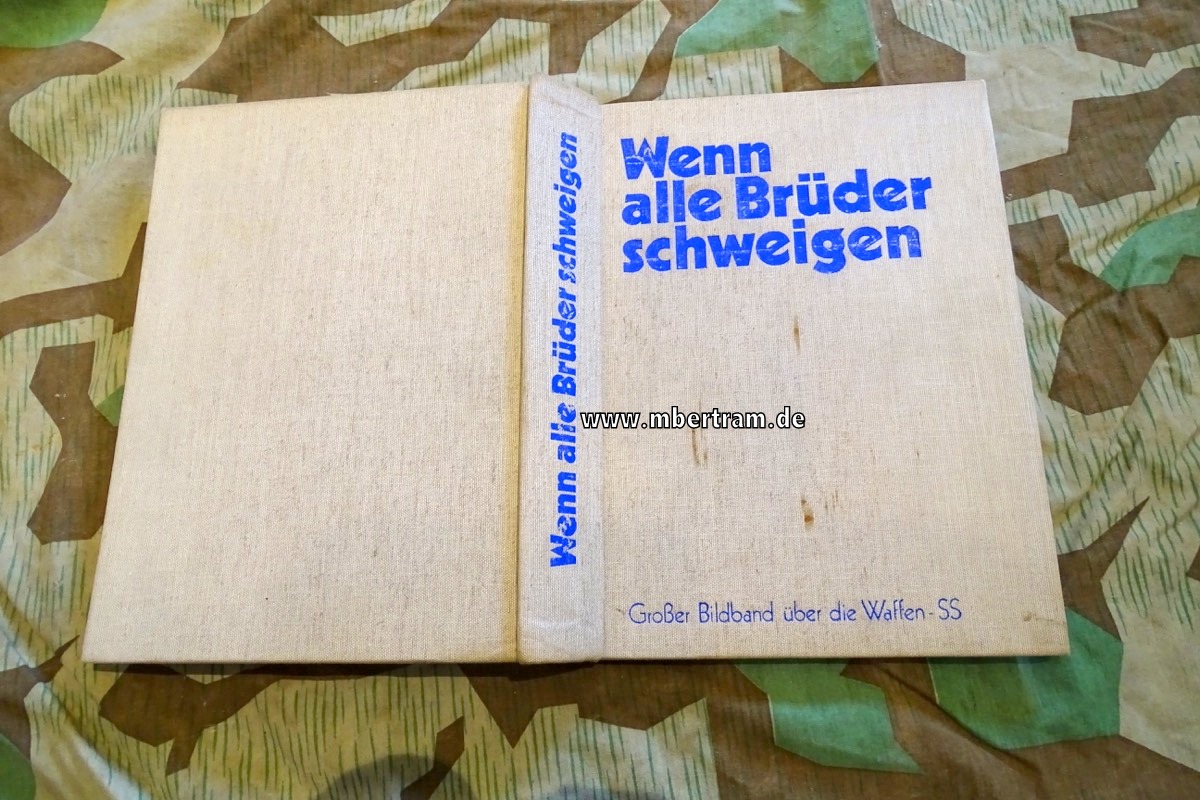 Wenn alle Brüder schweigen
Wenn
alle Brüder
schweigen
www.mbertram.de
Großer Bildband über die Waffen-SS